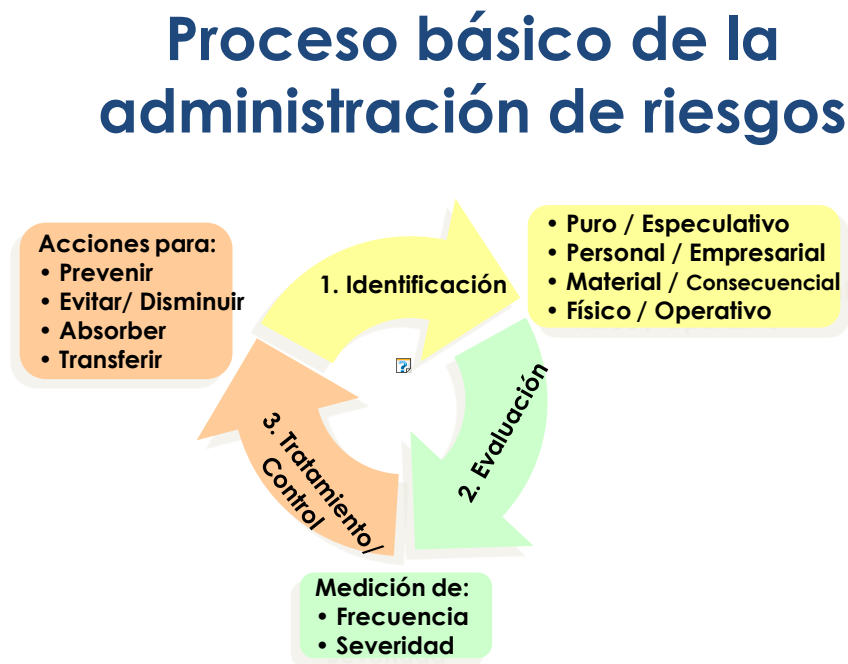 Proceso básico de la
administración de riesgos
Acciones para:
• Prevenir
• Evitar/ Disminuir
• Absorber
• Transferir
1. Identificación
• Puro / Especulativo
• Personal / Empresarial
• Material / Consecuencial
• Físico / Operativo
2. Evaluación
3. Tratamiento/
Control
Medición de:
• Frecuencia
• Severidad